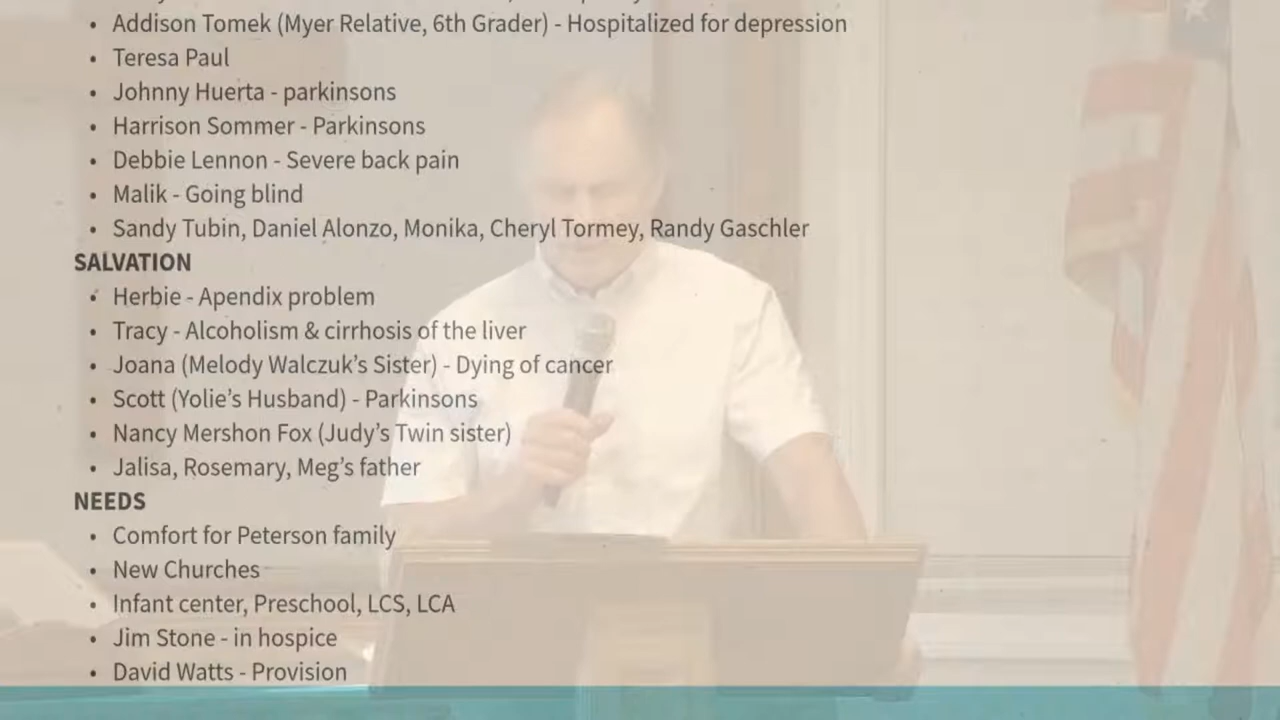 • Addison Tomek (Myer Relative, 6th Grader) - Hospitalized for depression
• Teresa Paul
• Johnny Huerta - parkinsons
• Harrison Sommer - Parkinsons
• Debbie Lennon - Severe back pain
• Malik - Going blind
• Sandy Tubin, Daniel Alonzo, Monika, Cheryl Tormey, Randy Gaschler
SALVATION
• Herbie - Apendix problem
• Tracy - Alcoholism & cirrhosis of the liver
• Joana (Melody Walczuk's Sister) - Dying of cancer
• Scott (Yolie's Husband) - Parkinsons
• Nancy Mershon Fox (Judy's Twin sister)
• Jalisa, Rosemary, Meg's father
NEEDS
• Comfort for Peterson family
• New Churches
• Infant center, Preschool, LCS, LCA
• Jim Stone - in hospice
• David Watts - Provision